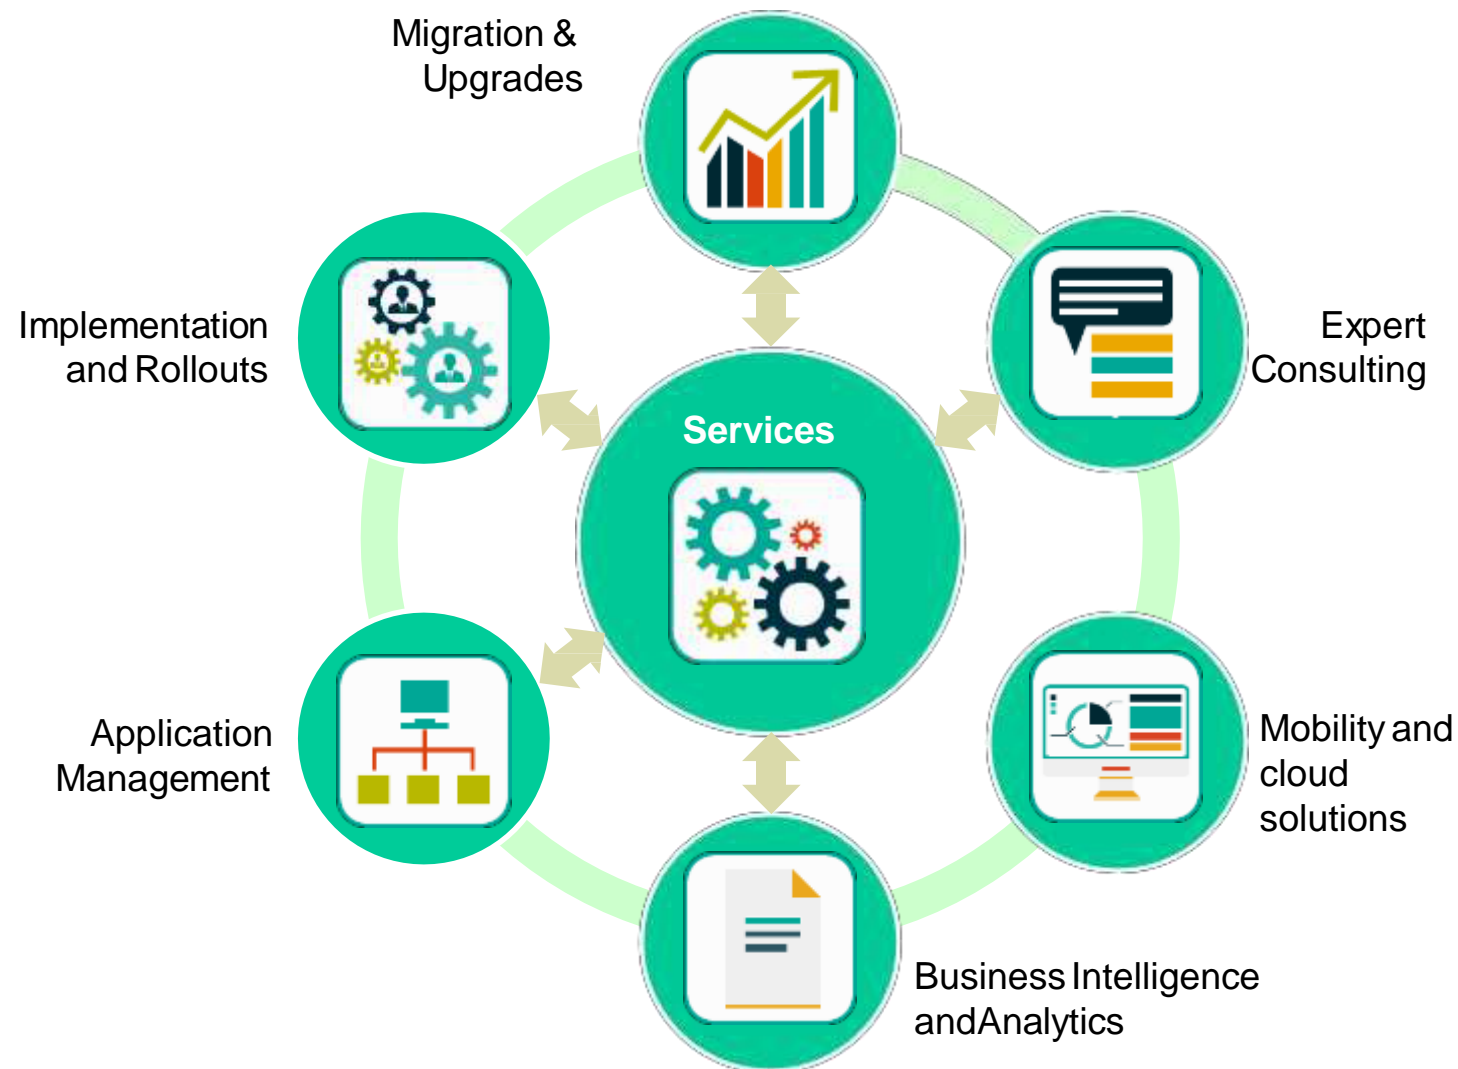 Migration &
Upgrades
Implementation
and Rollouts
Expert
Consulting
Services
Application
Management
Mobility and
cloud
solutions
Business Intelligence
andAnalytics